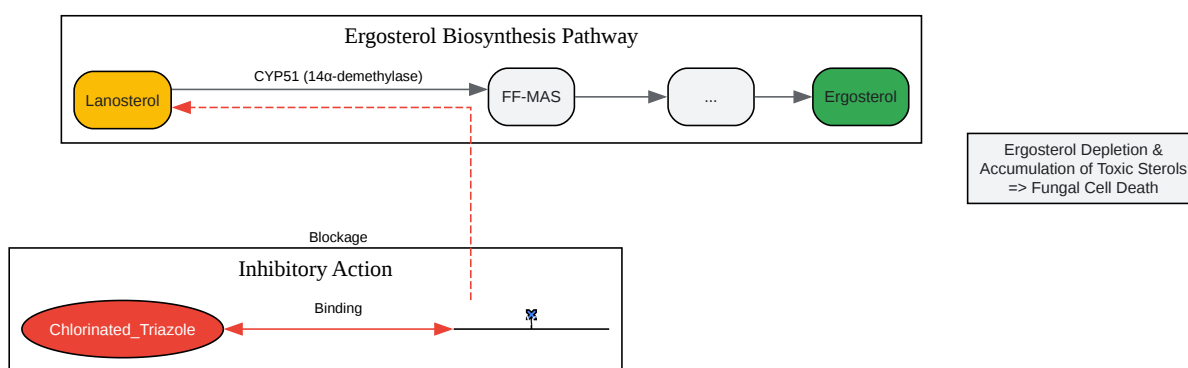 Ergosterol Biosynthesis Pathway
CYP51 (14α-demethylase)
Lanosterol
FF-MAS
...
Ergosterol
Ergosterol Depletion &
Accumulation of Toxic Sterols
=> Fungal Cell Death
Blockage
Inhibitory Action
Binding
Chlorinated_Triazole